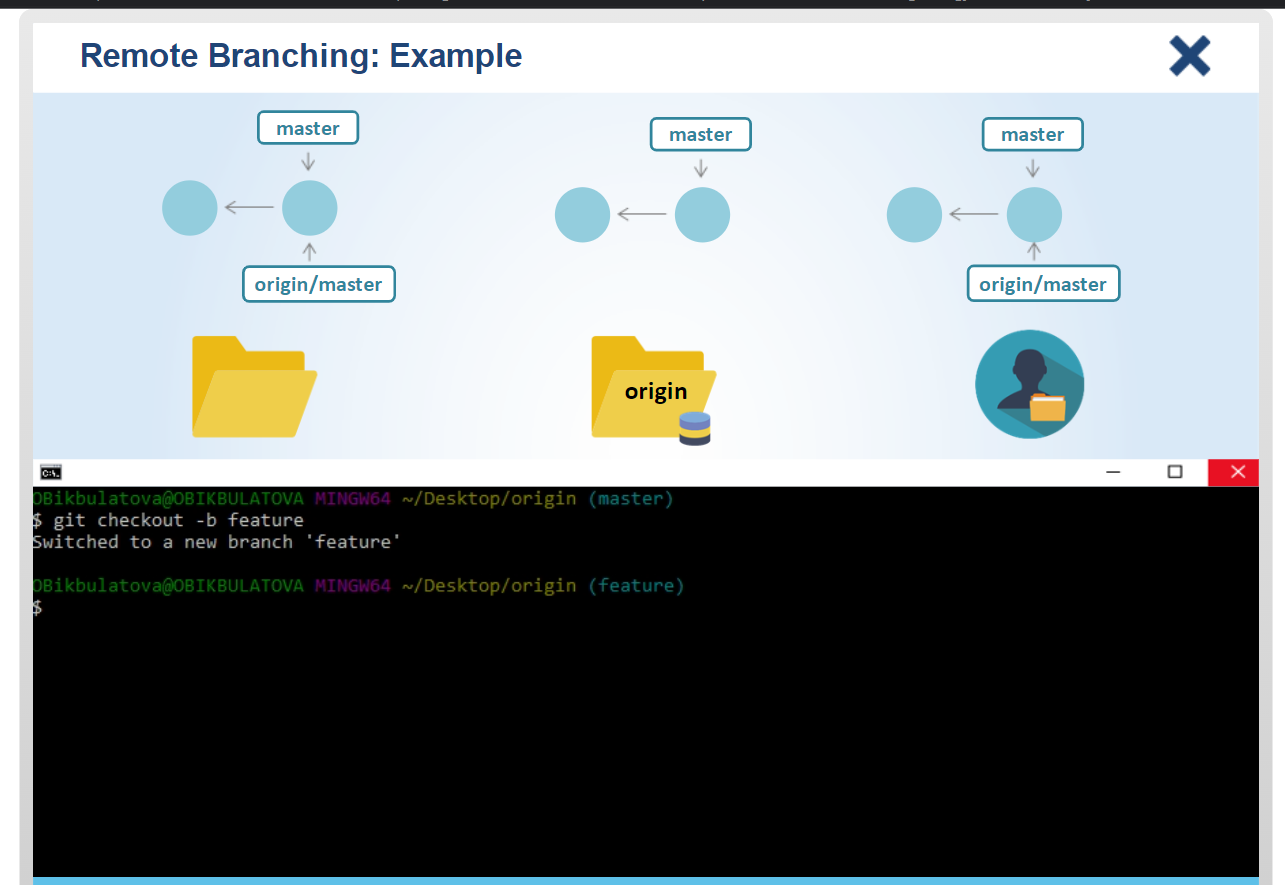 Remote Branching: Example
master
master
master
origin/master
origin/master
origin
C:\.
OBikbulatova@OBIKBULATOVA MINGW64 ~/Desktop/origin (master)
$ git checkout -b feature
Switched to a new branch 'feature'
OBikbulatova@OBIKBULATOVA MINGW64 ~/Desktop/origin (feature)
$